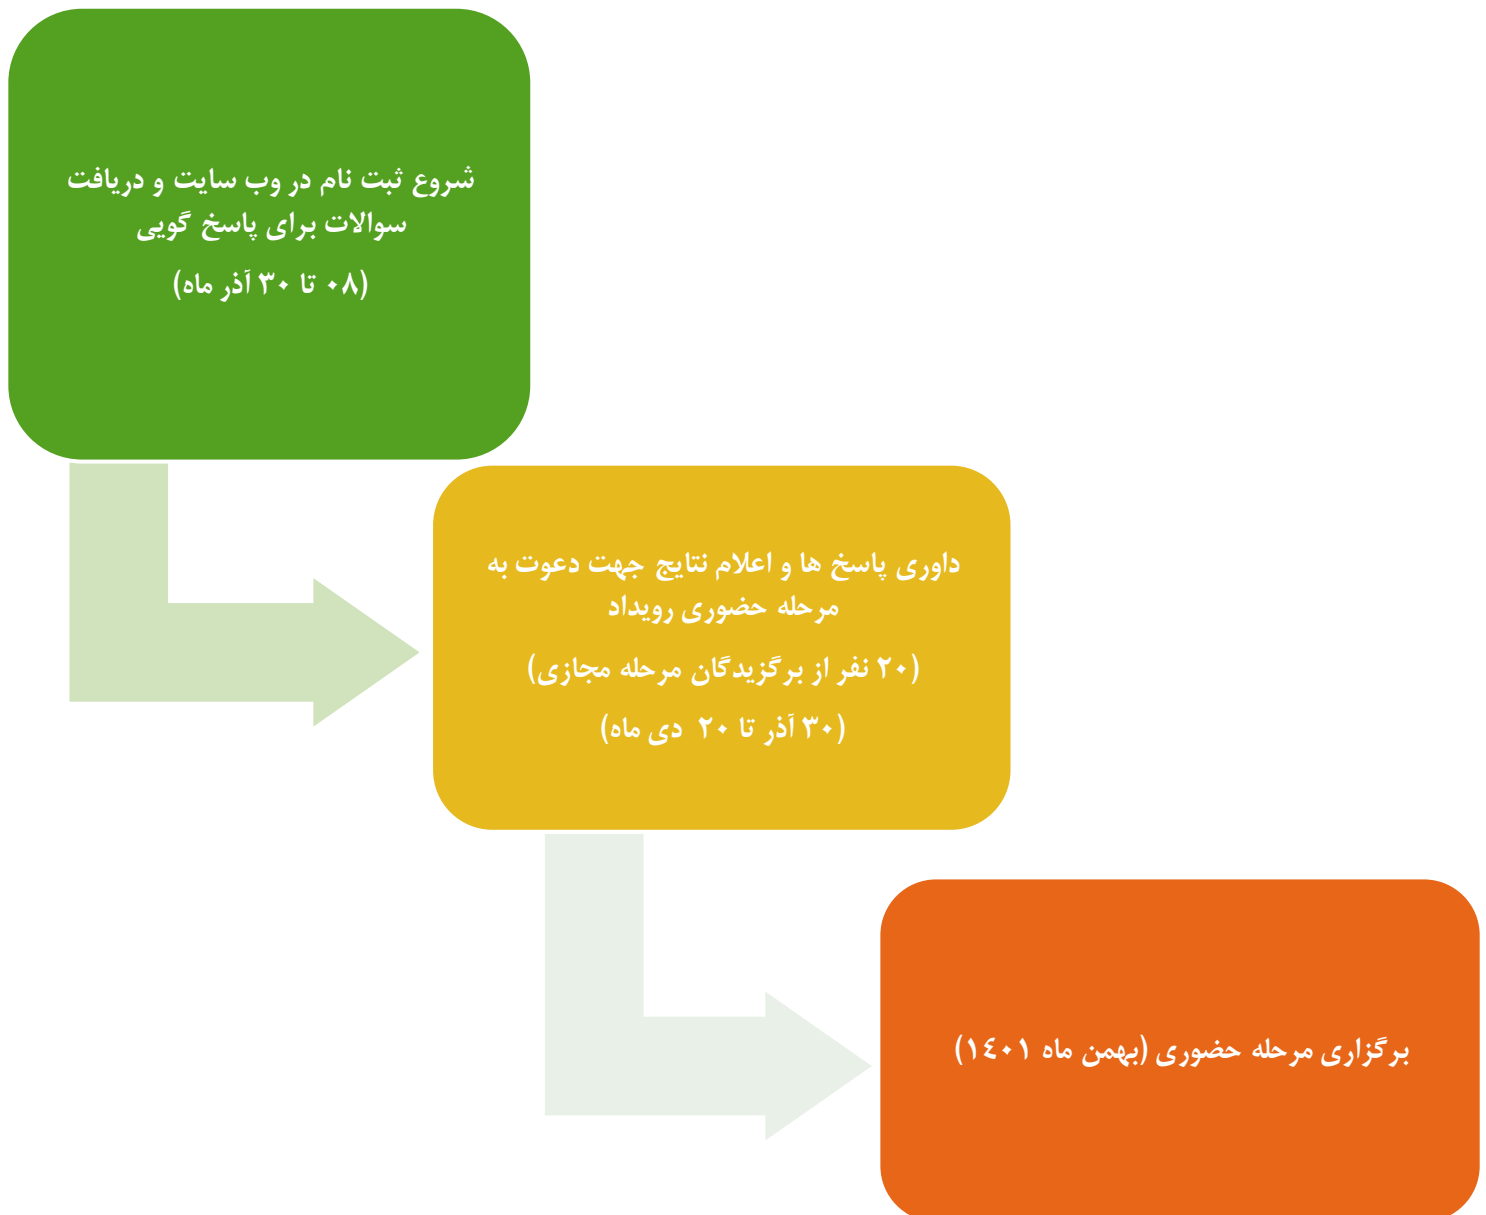 شروع ثبت نام در وب سایت و دریافت
سوالات برای پاسخ گویی
(۰۸ تا ۳۰ آذر ماه)
داوری پاسخ ها و اعلام نتایج جهت دعوت به
مرحله حضوری رویداد
(۲۰ نفر از برگزیدگان مرحله مجازی)
(۳۰ آذر تا ۲۰ دی ماه)
برگزاری مرحله حضوری (بهمن ماه ۱٤۰۱)